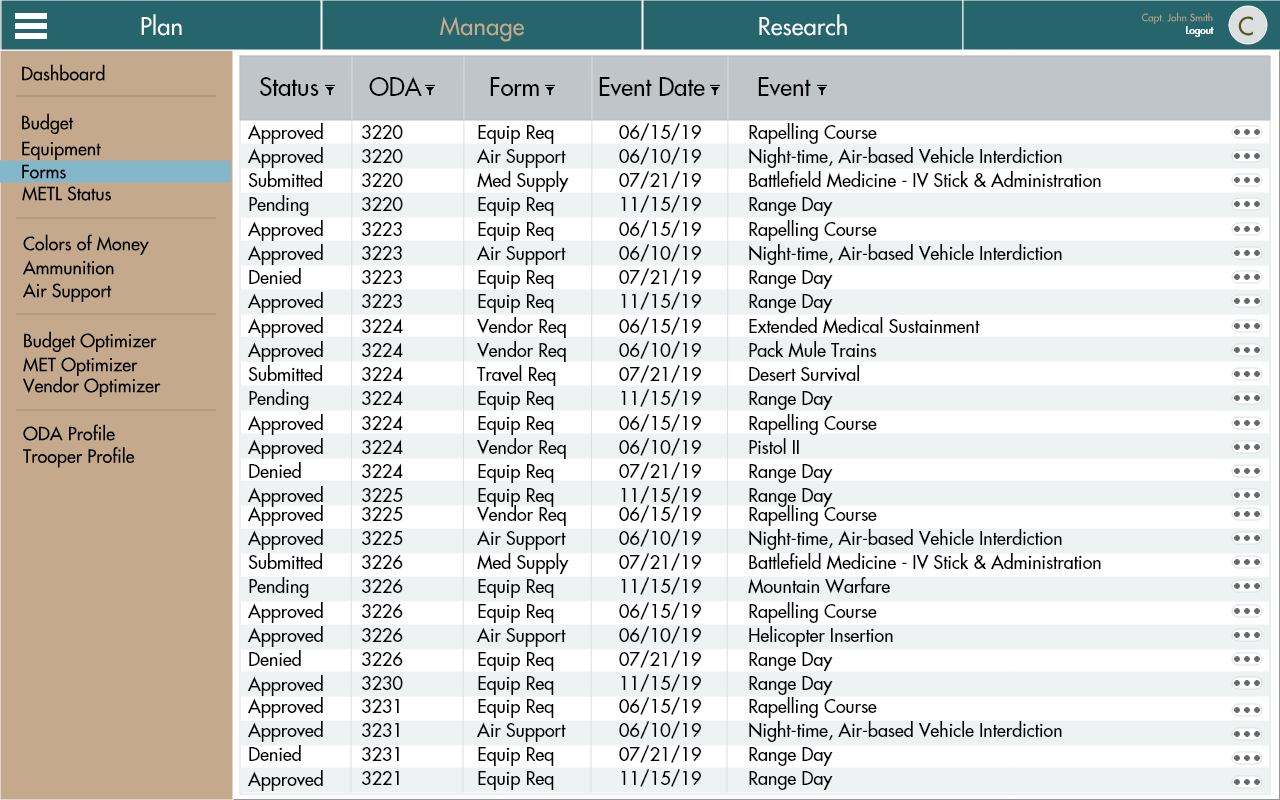 Plan Manage Research Capt. John Smith
Logout
C
Dashboard
Budget
Equipment
Forms
METL Status
Colors of Money
Ammunition
Air Support
Budget Optimizer
MET Optimizer
Vendor Optimizer
ODA Profile
Trooper Profile
Status ODA Form Event Date Event
Approved 3220 Equip Req 06/15/19 Rapelling Course
Approved 3220 Air Support 06/10/19 Night-time, Air-based Vehicle Interdiction
Submitted 3220 Med Supply 07/21/19 Battlefield Medicine - IV Stick & Administration
Pending 3220 Equip Req 11/15/19 Range Day
Approved 3223 Equip Req 06/15/19 Rapelling Course
Approved 3223 Air Support 06/10/19 Night-time, Air-based Vehicle Interdiction
Denied 3223 Equip Req 07/21/19 Range Day
Approved 3223 Equip Req 11/15/19 Range Day
Approved 3224 Vendor Req 06/15/19 Extended Medical Sustainment
Approved 3224 Vendor Req 06/10/19 Pack Mule Trains
Submitted 3224 Travel Req 07/21/19 Desert Survival
Pending 3224 Equip Req 11/15/19 Range Day
Approved 3224 Equip Req 06/15/19 Rapelling Course
Approved 3224 Vendor Req 06/10/19 Pistol II
Denied 3224 Equip Req 07/21/19 Range Day
Approved 3225 Equip Req 11/15/19 Range Day
Approved 3225 Vendor Req 06/15/19 Rapelling Course
Approved 3225 Air Support 06/10/19 Night-time, Air-based Vehicle Interdiction
Submitted 3226 Med Supply 07/21/19 Battlefield Medicine - IV Stick & Administration
Pending 3226 Equip Req 11/15/19 Mountain Warfare
Approved 3226 Equip Req 06/15/19 Rapelling Course
Approved 3226 Air Support 06/10/19 Helicopter Insertion
Denied 3226 Equip Req 07/21/19 Range Day
Approved 3230 Equip Req 11/15/19 Range Day
Approved 3231 Equip Req 06/15/19 Rapelling Course
Approved 3231 Air Support 06/10/19 Night-time, Air-based Vehicle Interdiction
Denied 3231 Equip Req 07/21/19 Range Day
Approved 3221 Equip Req 11/15/19 Range Day